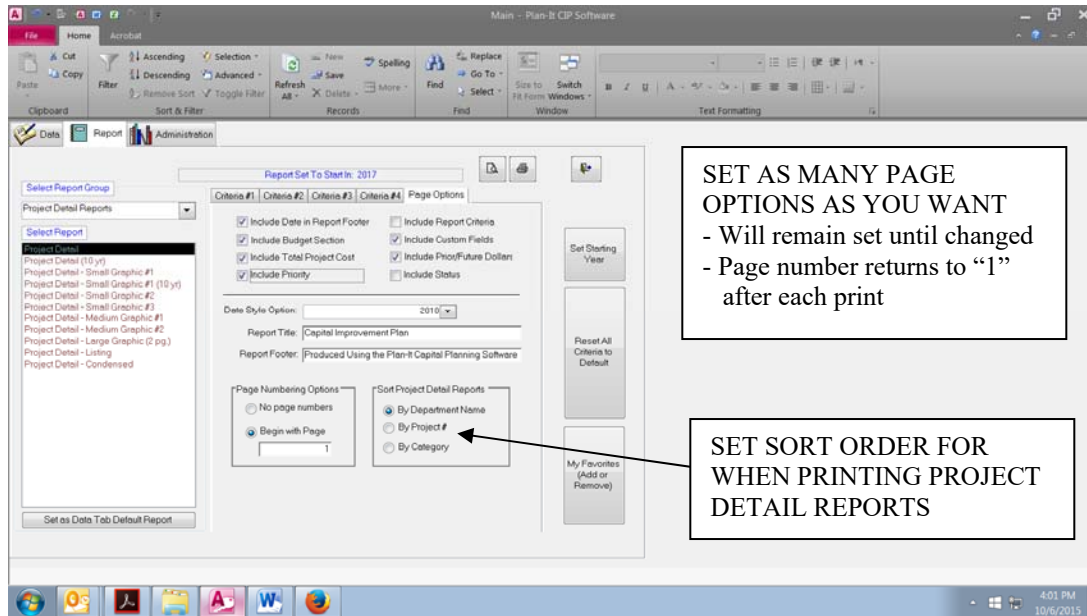 Main - Plan-It CIP Software
File Home Acrobat
Paste
Cut
Copy
Clipboard
Filter
Ascending
Descending
Remove Sort
Selection
Advanced
Toggle Filter
Sort & Filter
Refresh All
New
Save
Delete
Spelling
More
Records
Find
Replace
Go To
Select
Find
Size to Fit Form
Switch Windows
Window
B I U A
Text Formatting
Data Report Administration
Report Set To Start In: 2017
Select Report Group
Project Detail Reports
Select Report
Project Detail
Project Detail (10 yr)
Project Detail - Small Graphic #1
Project Detail - Small Graphic #1 (10 yr)
Project Detail - Small Graphic #2
Project Detail - Small Graphic #3
Project Detail - Medium Graphic #1
Project Detail - Medium Graphic #2
Project Detail - Large Graphic (2 pg.)
Project Detail - Listing
Project Detail - Condensed
Set as Data Tab Default Report
Criteria #1 Criteria #2 Criteria #3 Criteria #4 Page Options
Include Date in Report Footer
Include Budget Section
Include Total Project Cost
Include Priority
Include Report Criteria
Include Custom Fields
Include Prior/Future Dollars
Include Status
Date Style Option: 2010
Report Title: Capital Improvement Plan
Report Footer: Produced Using the Plan-It Capital Planning Software
Page Numbering Options
No page numbers
Begin with Page
1
Sort Project Detail Reports
By Department Name
By Project #
By Category
Set Starting
Year
Reset All
Criteria to
Default
My Favorites
(Add or
Remove)
SET AS MANY PAGE
OPTIONS AS YOU WANT
- Will remain set until changed
- Page number returns to “1”
after each print
SET SORT ORDER FOR
WHEN PRINTING PROJECT
DETAIL REPORTS
4:01 PM
10/6/2015